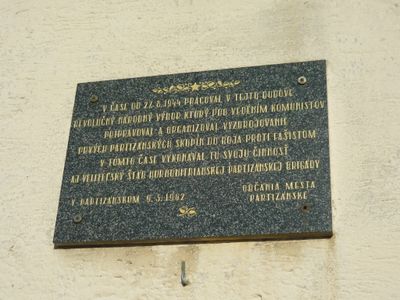 V ČASE OD 27. 8. 1944 PRACOVAL V TEJTO BUDOVE
REVOLUČNÝ NÁRODNÝ VÝBOR KTORÝ POD VEDENÍM KOMUNISTOV
PRIPRAVOVAL A ORGANIZOVAL VYZBROJOVANIE
PRVÝCH PARTIZÁNSKYCH SKUPÍN DO BOJA PROTI FAŠISTOM.
V TOMTO ČASE VYKONÁVAL TU SVOJU ČINNOSŤ
AJ VELITEĽSKÝ ŠTÁB HORNONITRIANSKEJ PARTIZÁNSKEJ BRIGÁDY
OBČANIA MESTA
V PARTIZÁNSKOM 9. 5. 1982 PARTIZÁNSKE